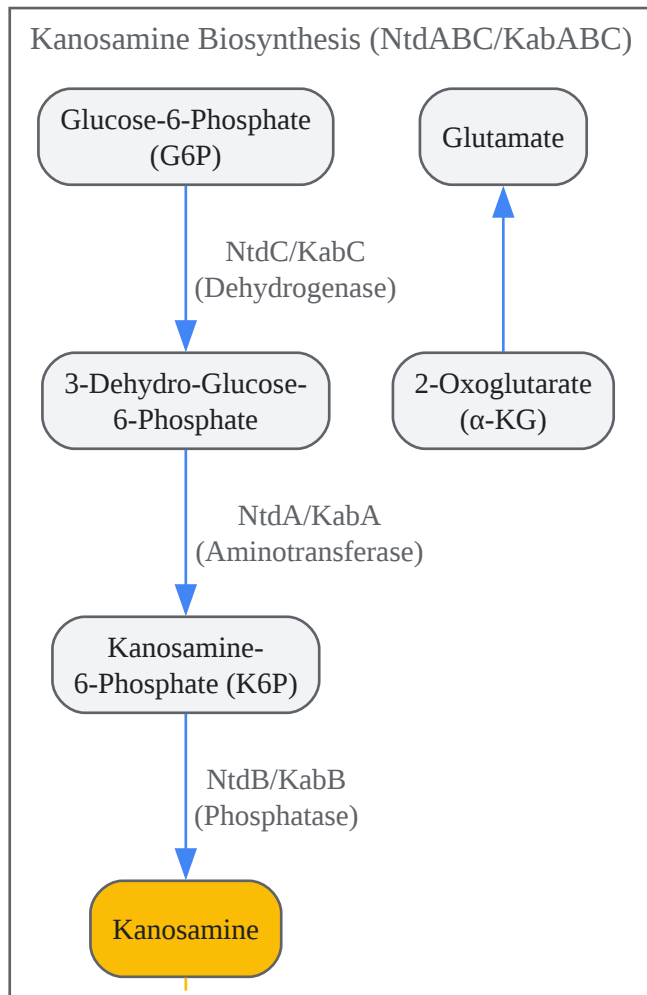 Kanosamine Biosynthesis (NtdABC/KabABC)
Glucose-6-Phosphate
(G6P)
Glutamate
NtdC/KabC
(Dehydrogenase)
3-Dehydro-Glucose-
6-Phosphate
2-Oxoglutarate
(α-KG)
NtdA/KabA
(Aminotransferase)
Kanosamine-
6-Phosphate (K6P)
NtdB/KabB
(Phosphatase)
Kanosamine